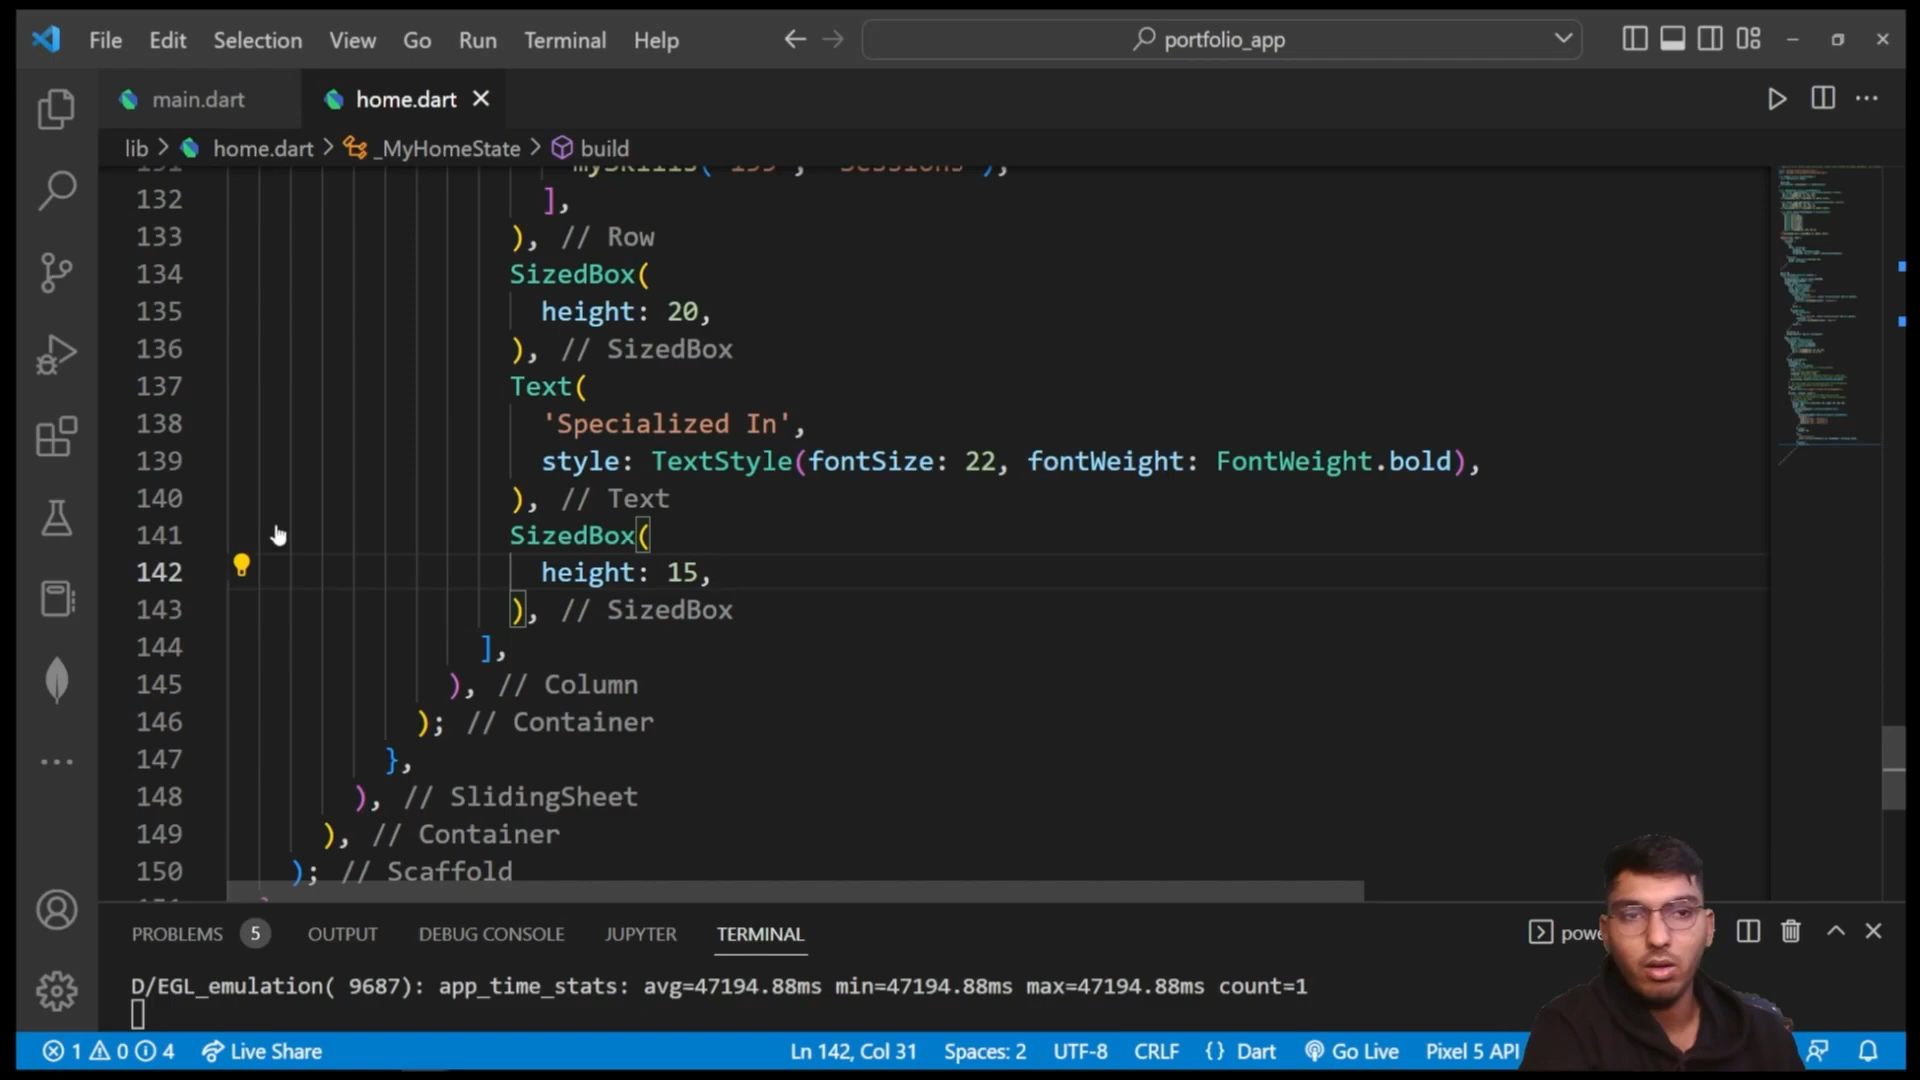 File Edit Selection View Go Run Terminal Help portfolio_app
main.dart home.dart
lib > home.dart > _MyHomeState > build
131 mySkills('135', 'Sessions'),
132 ],
133 ), // Row
134 SizedBox(
135 height: 20,
136 ), // SizedBox
137 Text(
138 'Specialized In',
139 style: TextStyle(fontSize: 22, fontWeight: FontWeight.bold),
140 ), // Text
141 SizedBox(
142 height: 15,
143 ), // SizedBox
144 ],
145 ), // Column
146 ); // Container
147 },
148 ), // SlidingSheet
149 ), // Container
150 ); // Scaffold
PROBLEMS 5 OUTPUT DEBUG CONSOLE JUPYTER TERMINAL
D/EGL_emulation( 9687): app_time_stats: avg=47194.88ms min=47194.88ms max=47194.88ms count=1
1 0 4 Live Share Ln 142, Col 31 Spaces: 2 UTF-8 CRLF {} Dart Go Live Pixel 5 API